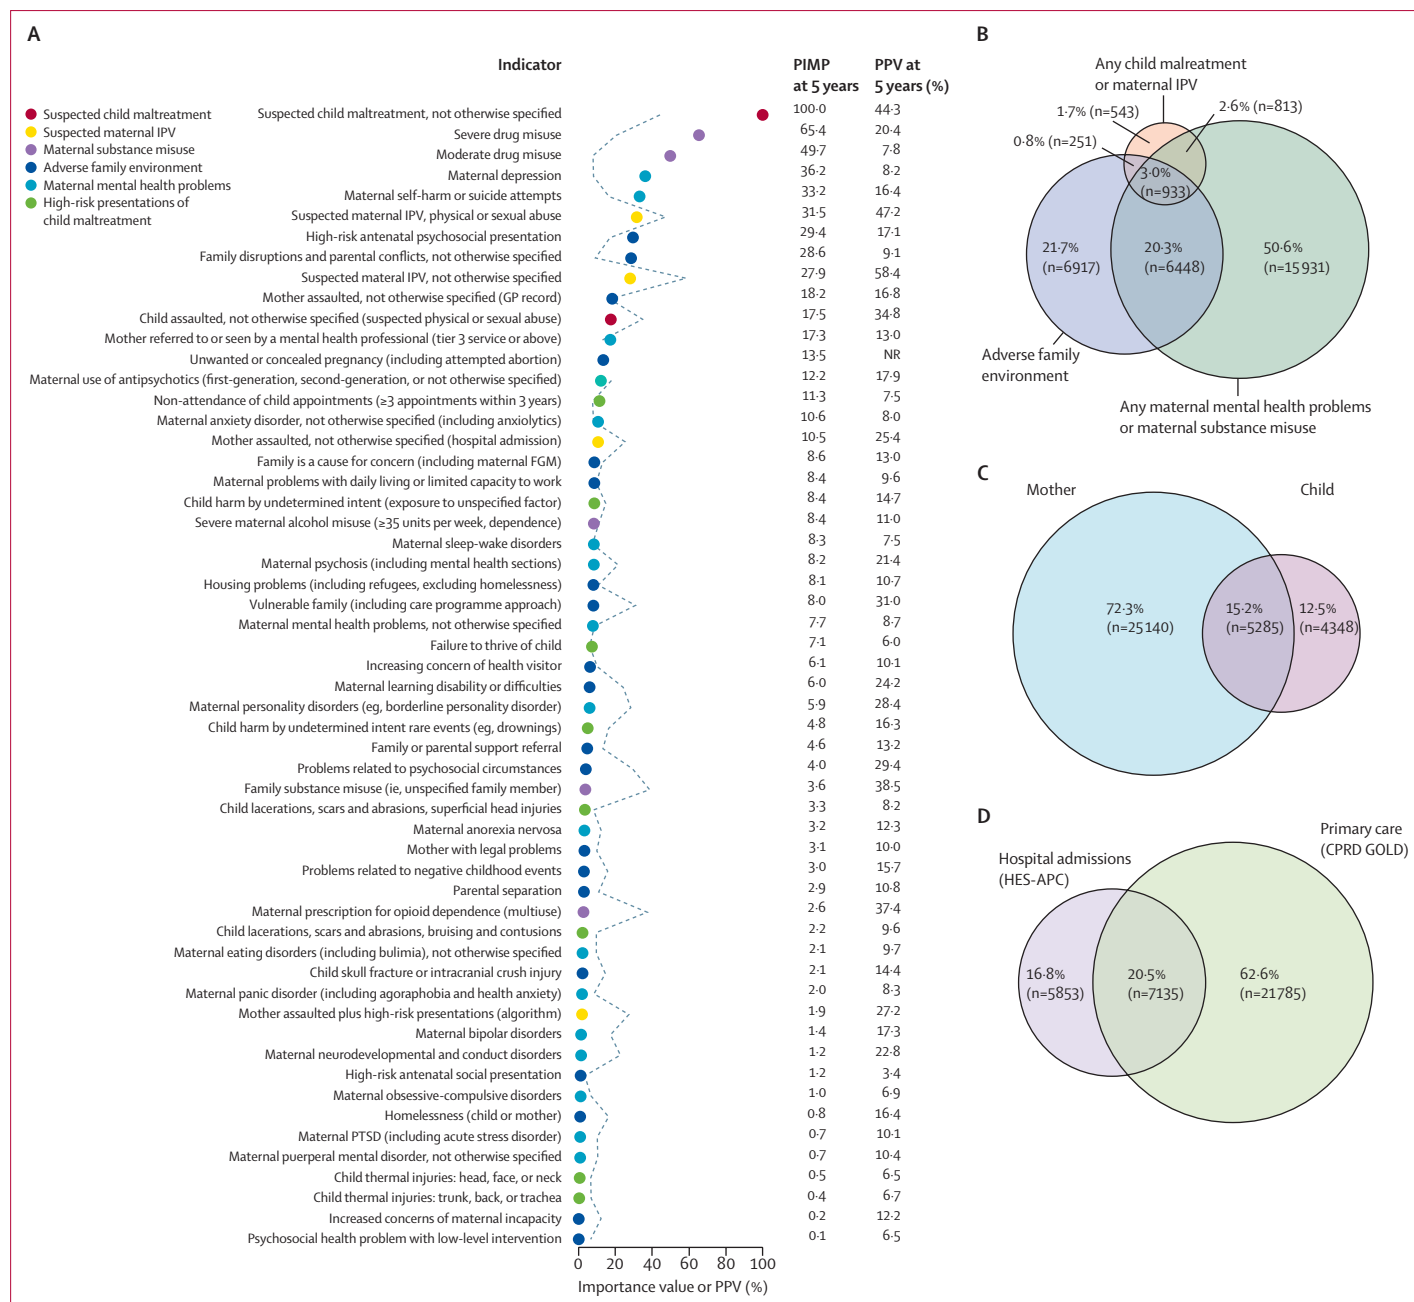 A
Indicator
PIMP
at 5 years
PPV at
5 years (%)
Suspected child maltreatment
Suspected maternal IPV
Maternal substance misuse
Adverse family environment
Maternal mental health problems
High-risk presentations of
child maltreatment
Suspected child maltreatment, not otherwise specified 100·0 44·3
Severe drug misuse 65·4 20·4
Moderate drug misuse 49·7 7·8
Maternal depression 36·2 8·2
Maternal self-harm or suicide attempts 33·2 16·4
Suspected maternal IPV, physical or sexual abuse 31·5 47·2
High-risk antenatal psychosocial presentation 29·4 17·1
Family disruptions and parental conflicts, not otherwise specified 28·6 9·1
Suspected materal IPV, not otherwise specified 27·9 58·4
Mother assaulted, not otherwise specified (GP record) 18·2 16·8
Child assaulted, not otherwise specified (suspected physical or sexual abuse) 17·5 34·8
Mother referred to or seen by a mental health professional (tier 3 service or above) 17·3 13·0
Unwanted or concealed pregnancy (including attempted abortion) 13·5 NR
Maternal use of antipsychotics (first-generation, second-generation, or not otherwise specified) 12·2 17·9
Non-attendance of child appointments (≥3 appointments within 3 years) 11·3 7·5
Maternal anxiety disorder, not otherwise specified (including anxiolytics) 10·6 8·0
Mother assaulted, not otherwise specified (hospital admission) 10·5 25·4
Family is a cause for concern (including maternal FGM) 8·6 13·0
Maternal problems with daily living or limited capacity to work 8·4 9·6
Child harm by undetermined intent (exposure to unspecified factor) 8·4 14·7
Severe maternal alcohol misuse (≥35 units per week, dependence) 8·4 11·0
Maternal sleep-wake disorders 8·3 7·5
Maternal psychosis (including mental health sections) 8·2 21·4
Housing problems (including refugees, excluding homelessness) 8·1 10·7
Vulnerable family (including care programme approach) 8·0 31·0
Maternal mental health problems, not otherwise specified 7·7 8·7
Failure to thrive of child 7·1 6·0
Increasing concern of health visitor 6·1 10·1
Maternal learning disability or difficulties 6·0 24·2
Maternal personality disorders (eg, borderline personality disorder) 5·9 28·4
Child harm by undetermined intent rare events (eg, drownings) 4·8 16·3
Family or parental support referral 4·6 13·2
Problems related to psychosocial circumstances 4·0 29·4
Family substance misuse (ie, unspecified family member) 3·6 38·5
Child lacerations, scars and abrasions, superficial head injuries 3·3 8·2
Maternal anorexia nervosa 3·2 12·3
Mother with legal problems 3·1 10·0
Problems related to negative childhood events 3·0 15·7
Parental separation 2·9 10·8
Maternal prescription for opioid dependence (multiuse) 2·6 37·4
Child lacerations, scars and abrasions, bruising and contusions 2·2 9·6
Maternal eating disorders (including bulimia), not otherwise specified 2·1 9·7
Child skull fracture or intracranial crush injury 2·1 14·4
Maternal panic disorder (including agoraphobia and health anxiety) 2·0 8·3
Mother assaulted plus high-risk presentations (algorithm) 1·9 27·2
Maternal bipolar disorders 1·4 17·3
Maternal neurodevelopmental and conduct disorders 1·2 22·8
High-risk antenatal social presentation 1·2 3·4
Maternal obsessive-compulsive disorders 1·0 6·9
Homelessness (child or mother) 0·8 16·4
Maternal PTSD (including acute stress disorder) 0·7 10·1
Maternal puerperal mental disorder, not otherwise specified 0·7 10·4
Child thermal injuries: head, face, or neck 0·5 6·5
Child thermal injuries: trunk, back, or trachea 0·4 6·7
Increased concerns of maternal incapacity 0·2 12·2
Psychosocial health problem with low-level intervention 0·1 6·5
0 20 40 60 80 100
Importance value or PPV (%)
B
Any child malreatment
or maternal IPV
1·7% (n=543)
2·6% (n=813)
0·8% (n=251)
3·0%
(n=933)
21·7%
(n=6917)
20·3%
(n=6448)
50·6%
(n=15 931)
Adverse family
environment
Any maternal mental health problems
or maternal substance misuse
C
Mother
Child
72·3%
(n=25 140)
15·2%
(n=5285)
12·5%
(n=4348)
D
Primary care
(CPRD GOLD)
Hospital admissions
(HES-APC)
16·8%
(n=5853)
20·5%
(n=7135)
62·6%
(n=21785)